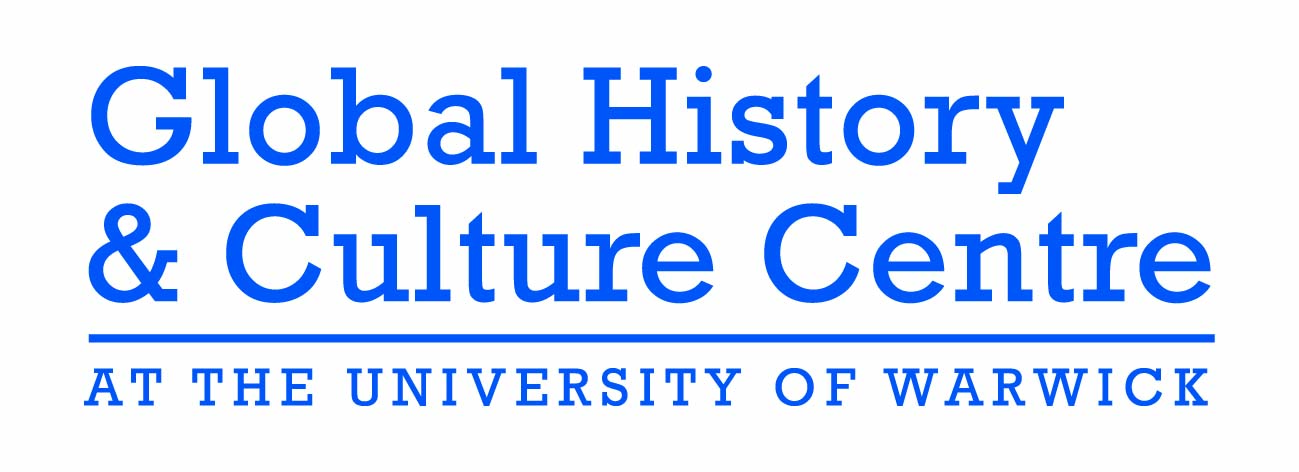 Global History
& Culture Centre
AT THE UNIVERSITY OF WARWICK